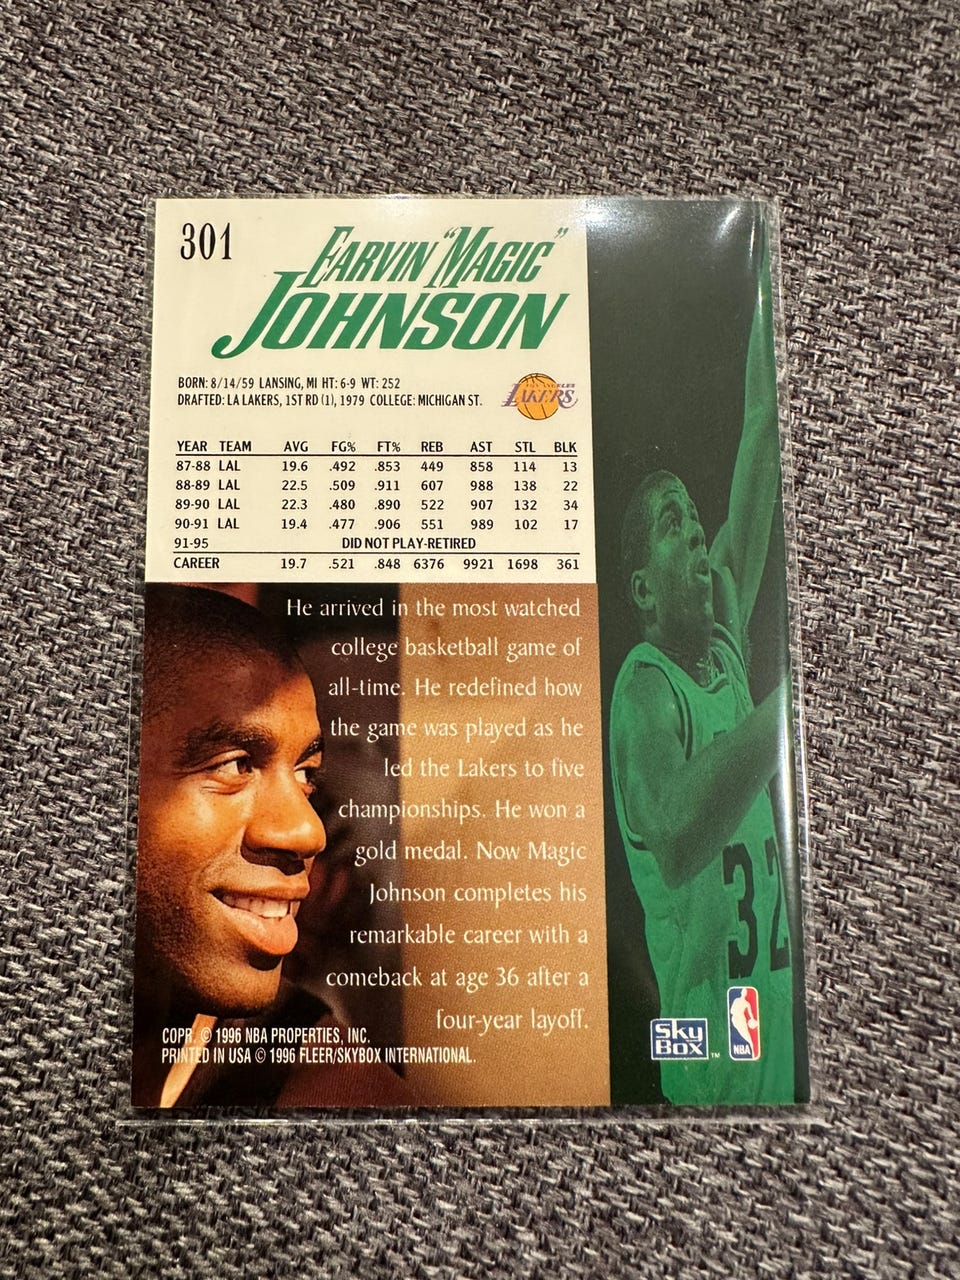 301
EARVIN "MAGIC"
JOHNSON
BORN: 8/14/59 LANSING, MI HT: 6-9 WT: 252
DRAFTED: LA LAKERS, 1ST RD (1), 1979 COLLEGE: MICHIGAN ST.
LOS ANGELES
LAKERS
YEAR TEAM AVG FG% FT% REB AST STL BLK
87-88 LAL 19.6 .492 .853 449 858 114 13
88-89 LAL 22.5 .509 .911 607 988 138 22
89-90 LAL 22.3 .480 .890 522 907 132 34
90-91 LAL 19.4 .477 .906 551 989 102 17
91-95 DID NOT PLAY-RETIRED
CAREER 19.7 .521 .848 6376 9921 1698 361
He arrived in the most watched
college basketball game of
all-time. He redefined how
the game was played as he
led the Lakers to five
championships. He won a
gold medal. Now Magic
Johnson completes his
remarkable career with a
comeback at age 36 after a
four-year layoff.
COPR. © 1996 NBA PROPERTIES, INC.
PRINTED IN USA © 1996 FLEER/SKYBOX INTERNATIONAL.
32
Sky
Box™
NBA